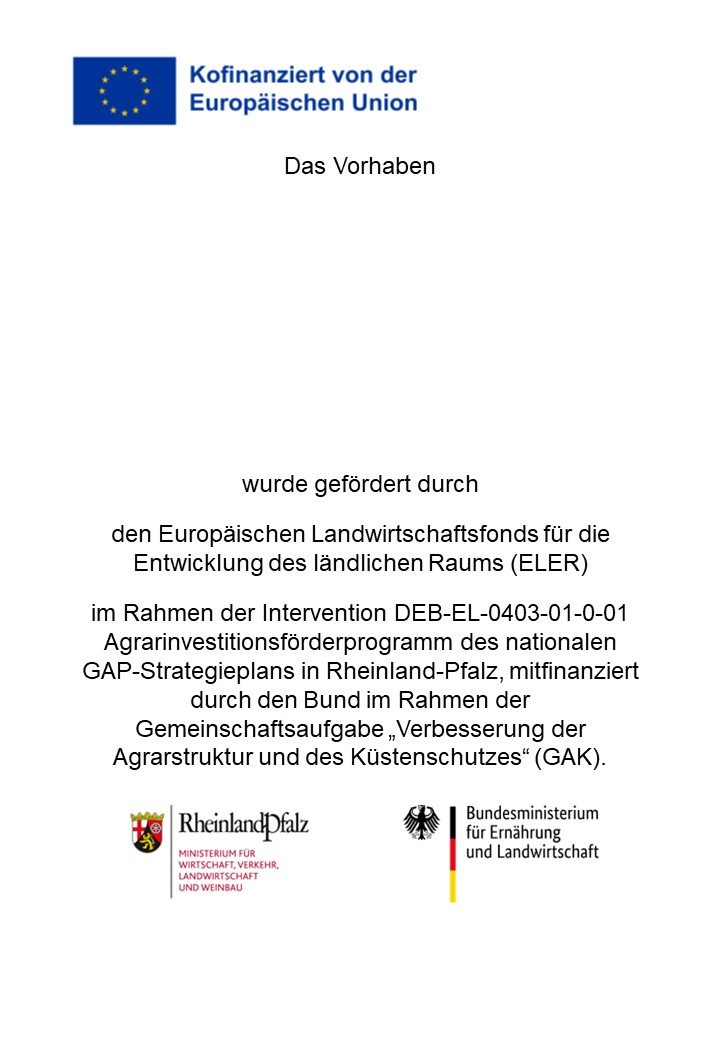 Kofinanziert von der
Europäischen Union
Das Vorhaben
wurde gefördert durch
den Europäischen Landwirtschaftsfonds für die
Entwicklung des ländlichen Raums (ELER)
im Rahmen der Intervention DEB-EL-0403-01-0-01
Agrarinvestitionsförderprogramm des nationalen
GAP-Strategieplans in Rheinland-Pfalz, mitfinanziert
durch den Bund im Rahmen der
Gemeinschaftsaufgabe „Verbesserung der
Agrarstruktur und des Küstenschutzes“ (GAK).
RheinlandPfalz
MINISTERIUM FÜR
WIRTSCHAFT, VERKEHR,
LANDWIRTSCHAFT
UND WEINBAU
Bundesministerium
für Ernährung
und Landwirtschaft